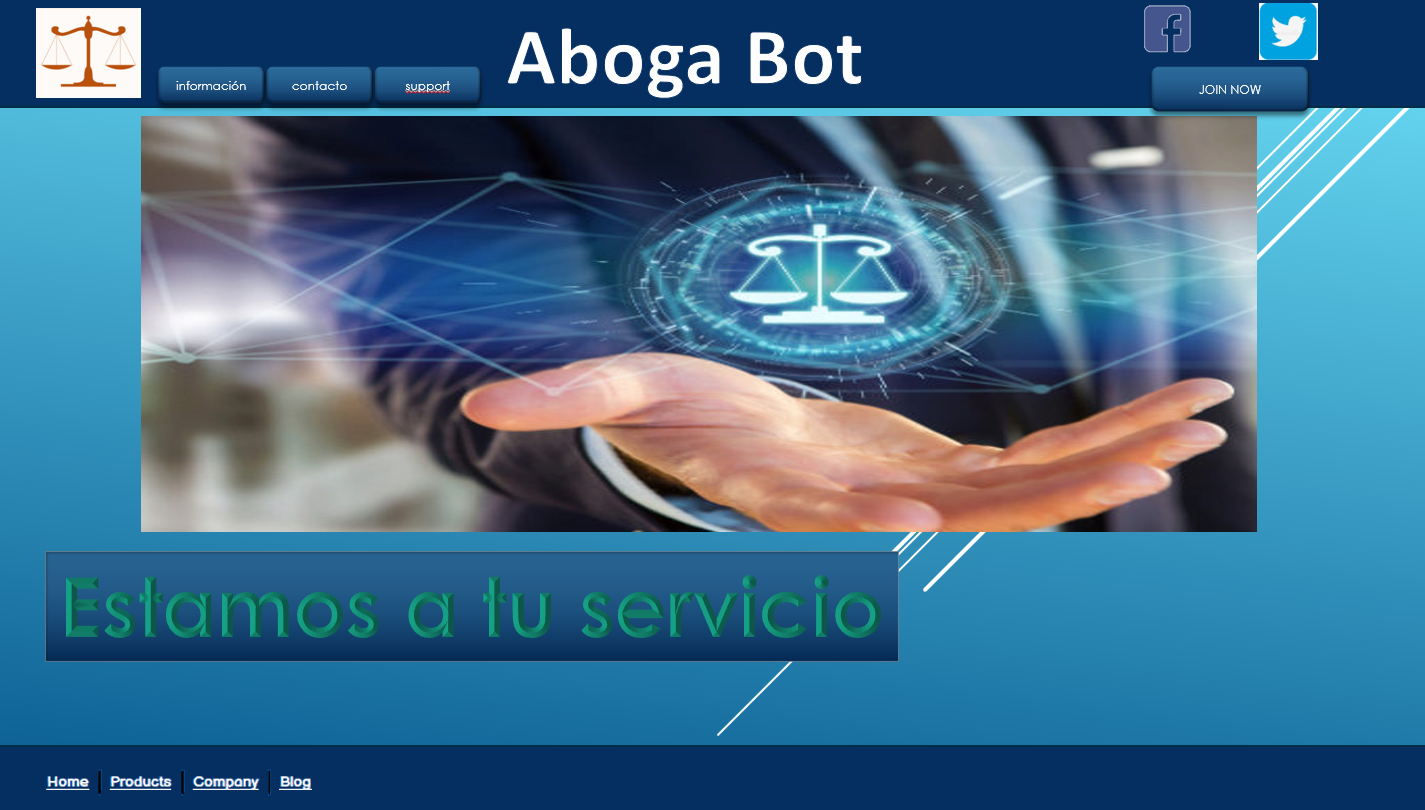 Aboga Bot
información
contacto
support
JOIN NOW
Estamos a tu servicio
Home
Products
Company
Blog